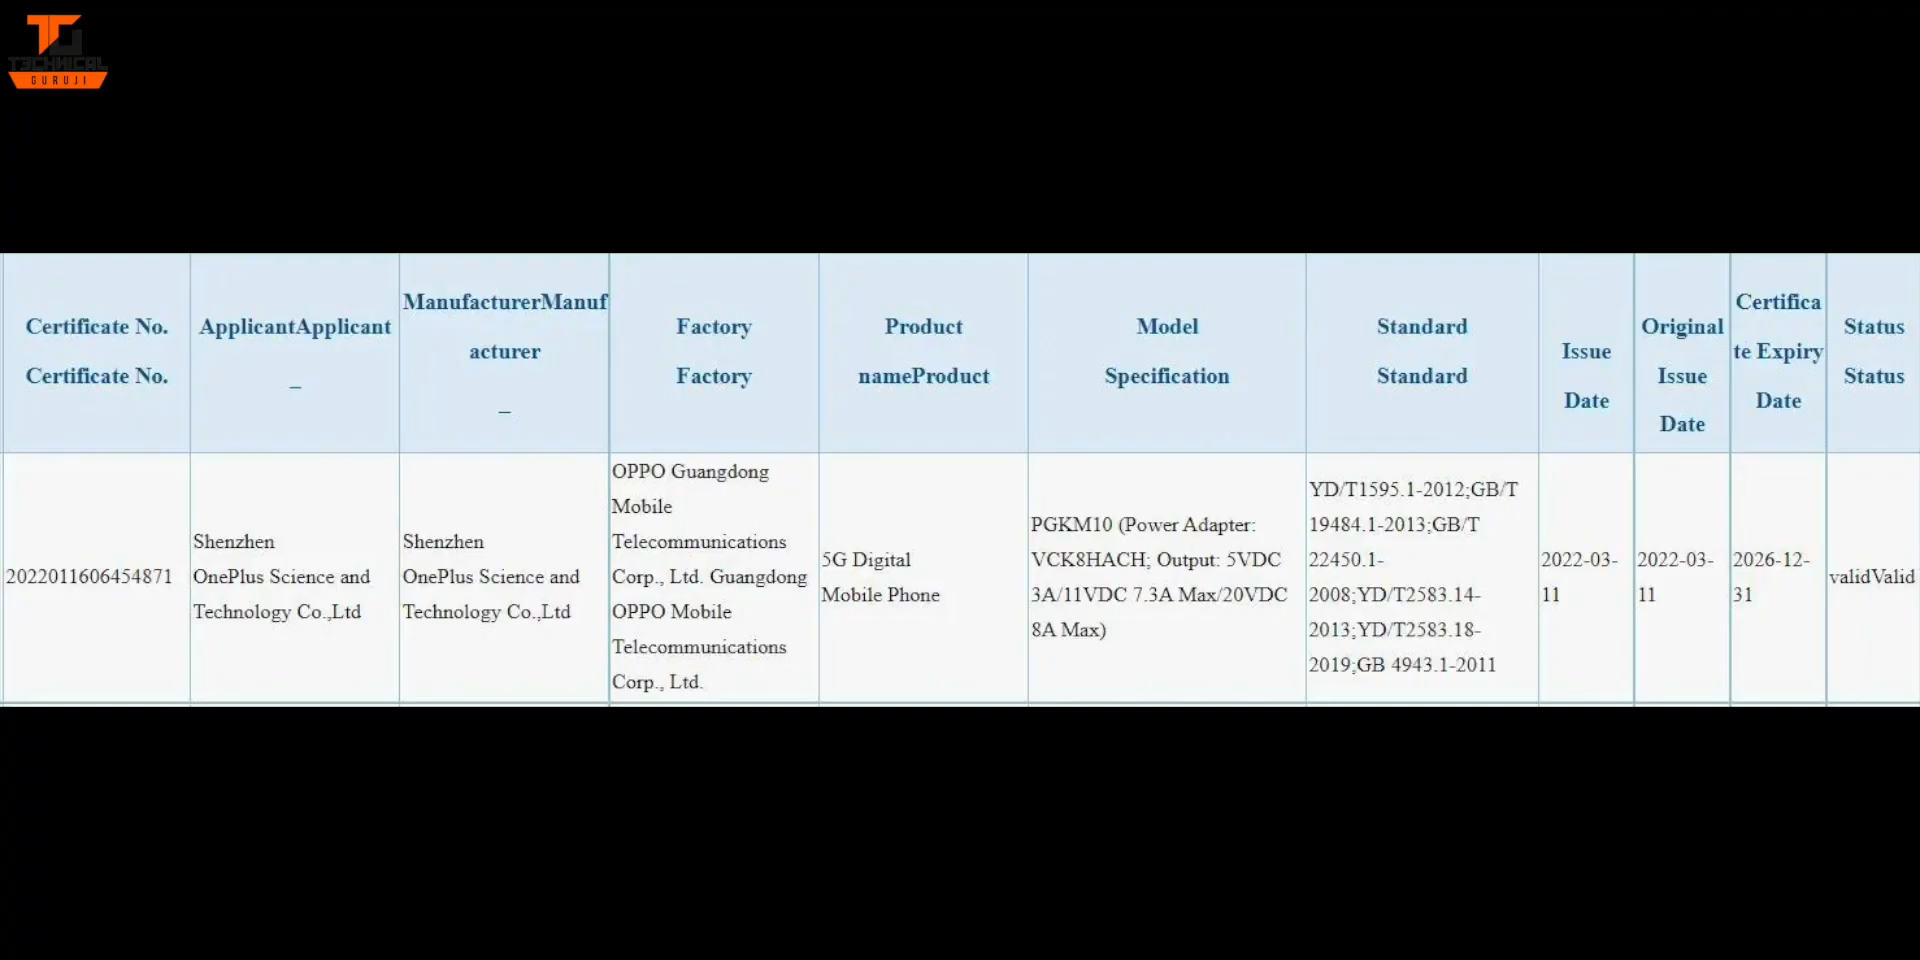 TECHNICAL
GURUJI
Certificate No.
Certificate No.
ApplicantApplicant
–
ManufacturerManuf
acturer
–
Factory
Factory
Product
nameProduct
Model
Specification
Standard
Standard
Issue
Date
Original
Issue
Date
Certifica
te Expiry
Date
Status
Status
2022011606454871
Shenzhen
OnePlus Science and
Technology Co.,Ltd
Shenzhen
OnePlus Science and
Technology Co.,Ltd
OPPO Guangdong
Mobile
Telecommunications
Corp., Ltd. Guangdong
OPPO Mobile
Telecommunications
Corp., Ltd.
5G Digital
Mobile Phone
PGKM10 (Power Adapter:
VCK8HACH; Output: 5VDC
3A/11VDC 7.3A Max/20VDC
8A Max)
YD/T1595.1-2012;GB/T
19484.1-2013;GB/T
22450.1-
2008;YD/T2583.14-
2013;YD/T2583.18-
2019;GB 4943.1-2011
2022-03-
11
2022-03-
11
2026-12-
31
validValid